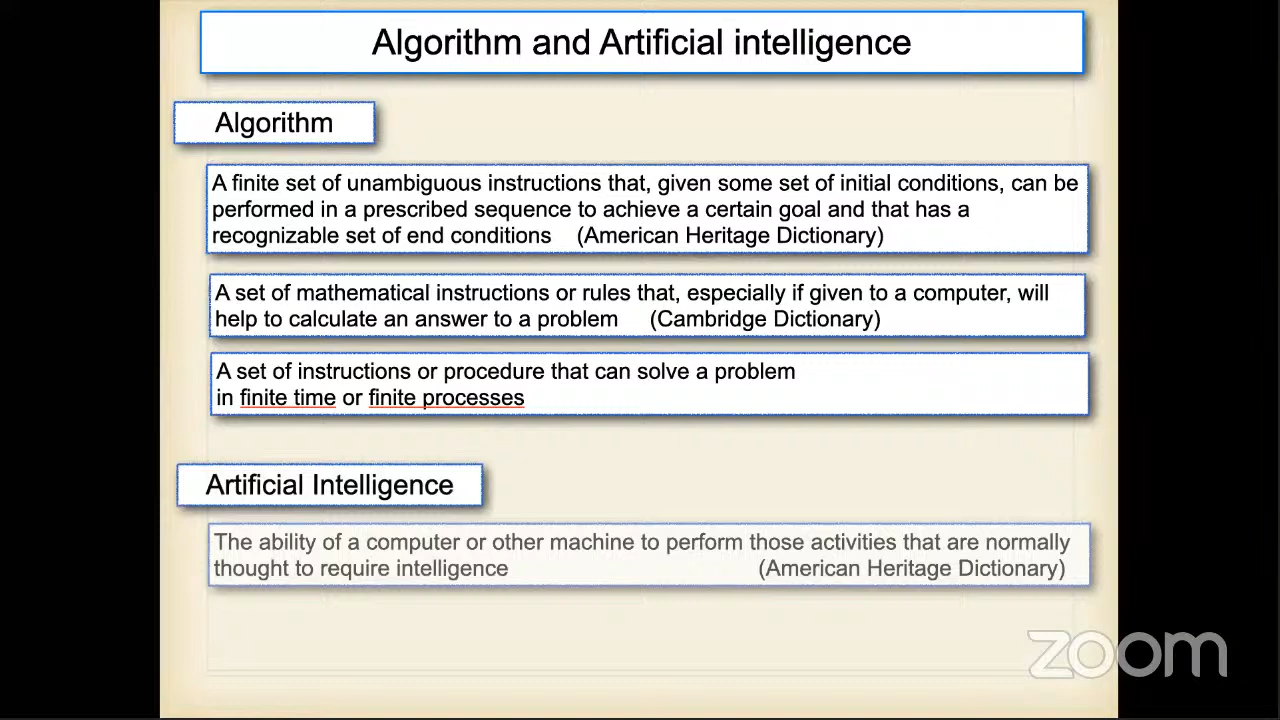 Algorithm and Artificial intelligence
Algorithm
A finite set of unambiguous instructions that, given some set of initial conditions, can be
performed in a prescribed sequence to achieve a certain goal and that has a
recognizable set of end conditions (American Heritage Dictionary)
A set of mathematical instructions or rules that, especially if given to a computer, will
help to calculate an answer to a problem (Cambridge Dictionary)
A set of instructions or procedure that can solve a problem
in finite time or finite processes
Artificial Intelligence
The ability of a computer or other machine to perform those activities that are normally
thought to require intelligence (American Heritage Dictionary)
zoom